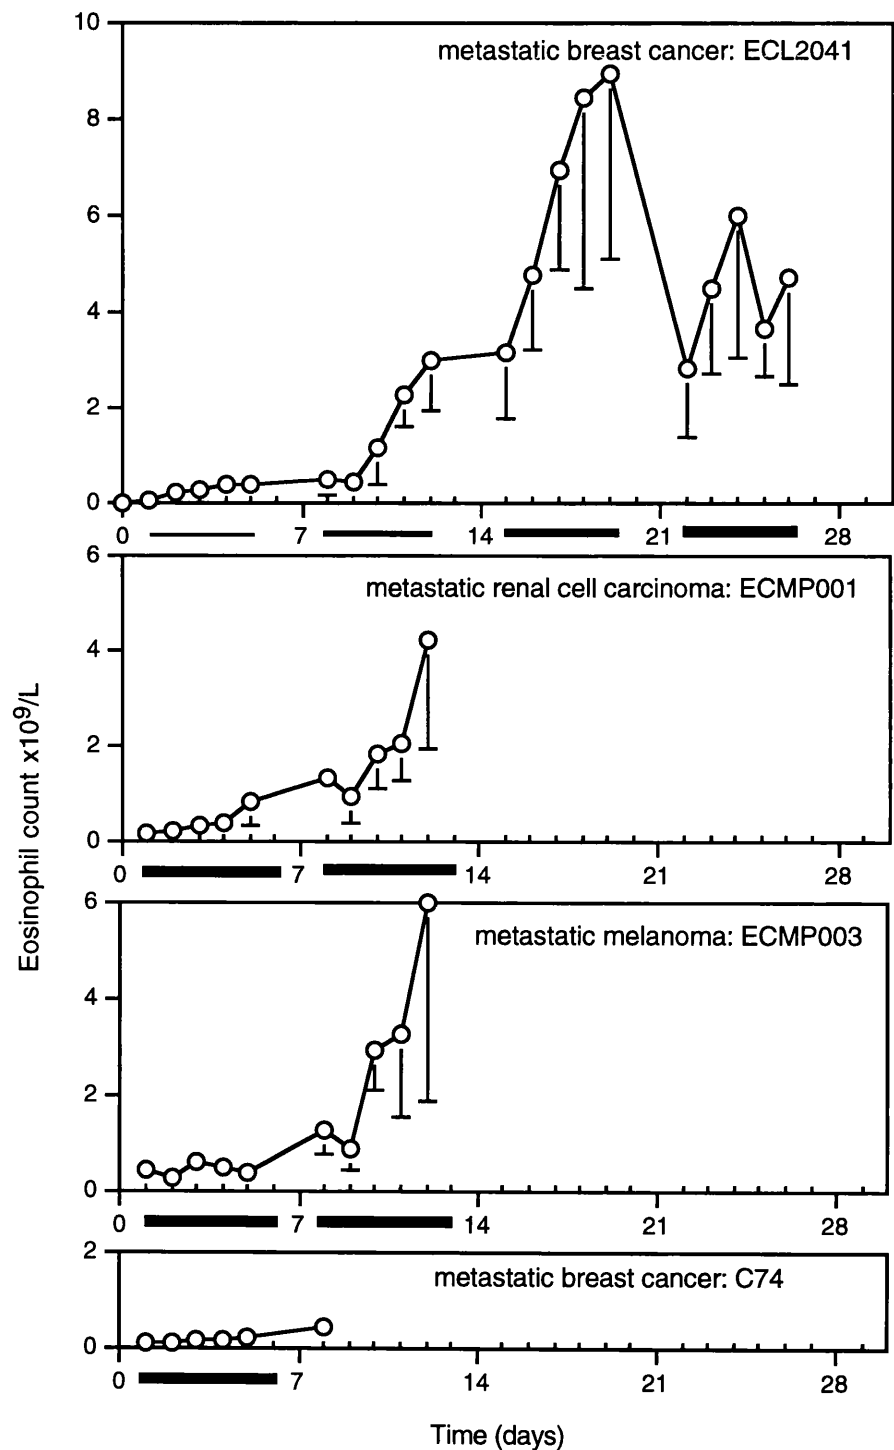 10
metastatic breast cancer: ECL2041
8
6
4
2
0
0 7 14 21 28
6
metastatic renal cell carcinoma: ECMP001
4
2
0
0 7 14 21 28
Eosinophil count x10⁹/L
6
metastatic melanoma: ECMP003
4
2
0
0 7 14 21 28
2
metastatic breast cancer: C74
0
0 7 14 21 28
Time (days)